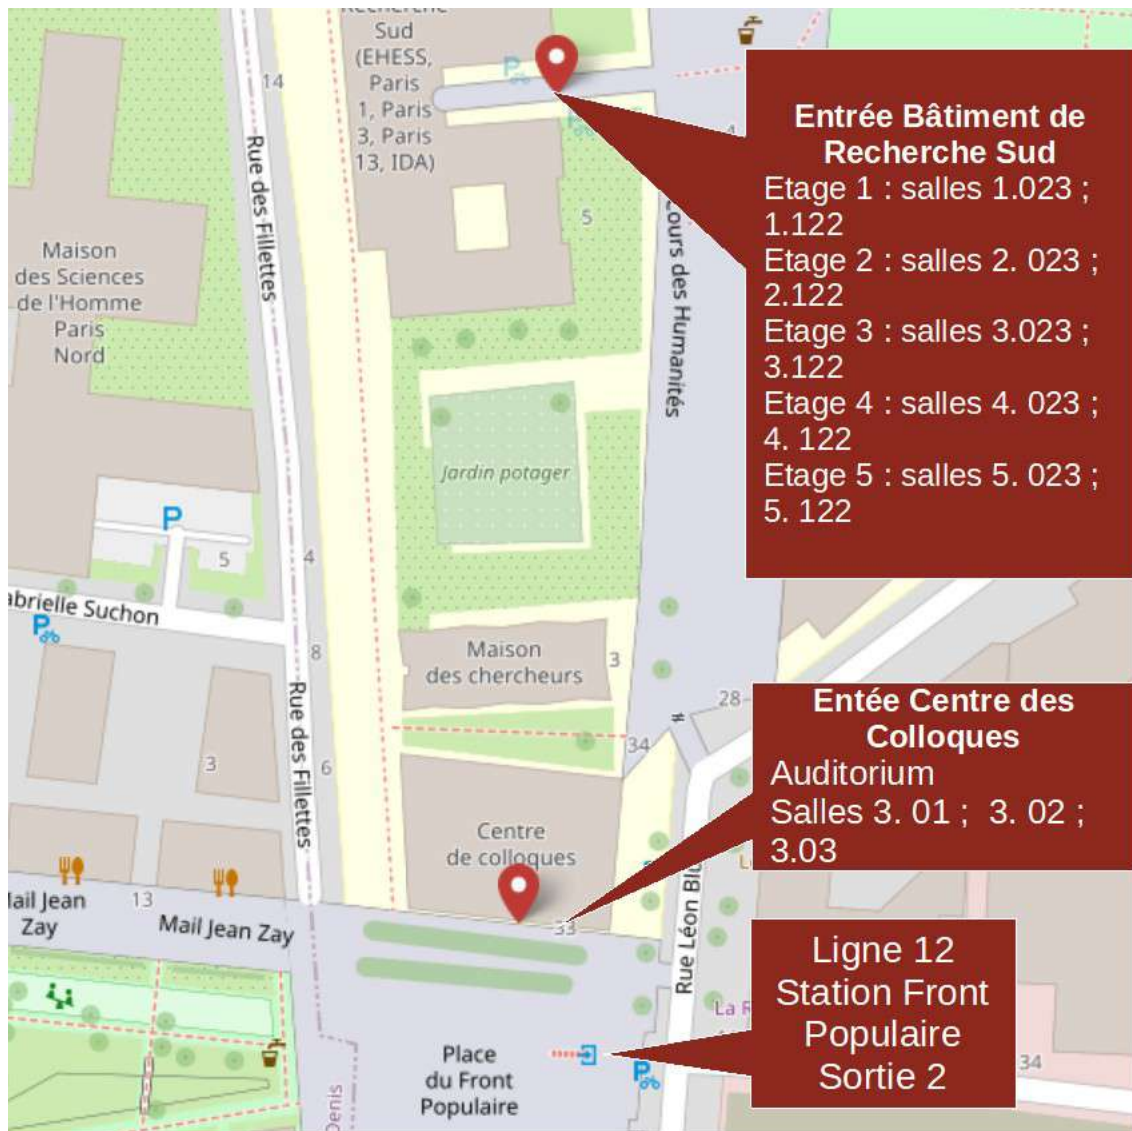 Recherche
Sud
(EHESS,
Paris
1, Paris
3, Paris
13, IDA)
14
Rue des Fillettes
Maison
des Sciences
de l'Homme
Paris
Nord
5
Cours des Humanités
4
Entrée Bâtiment de
Recherche Sud
Etage 1 : salles 1.023 ;
1.122
Etage 2 : salles 2. 023 ;
2.122
Etage 3 : salles 3.023 ;
3.122
Etage 4 : salles 4. 023 ;
4. 122
Etage 5 : salles 5. 023 ;
5. 122
Jardin potager
P
P
5
4
abrielle Suchon
P
8
Maison
des chercheurs
3
28
34
Rue des Fillettes
3
6
Entée Centre des
Colloques
Auditorium
Salles 3. 01 ; 3. 02 ;
3.03
Centre
de colloques
33
Rue Léon Blu
13
Mail Jean
Zay
Mail Jean Zay
Ligne 12
Station Front
Populaire
Sortie 2
La R
Place
du Front
Populaire
P
34
Denis